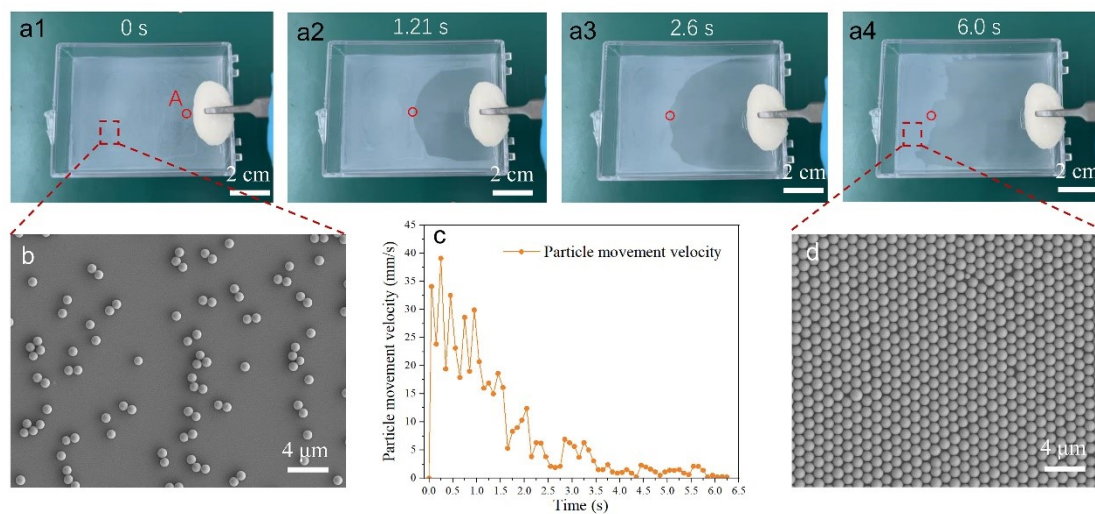 a1
0 s
A
2 cm
a2
1.21 s
2 cm
a3
2.6 s
2 cm
a4
6.0 s
2 cm
b
4 μm
c
Particle movement velocity
Particle movement velocity (mm/s)
45
40
35
30
25
20
15
10
5
0
0.0 0.5 1.0 1.5 2.0 2.5 3.0 3.5 4.0 4.5 5.0 5.5 6.0 6.5
Time (s)
d
4 μm